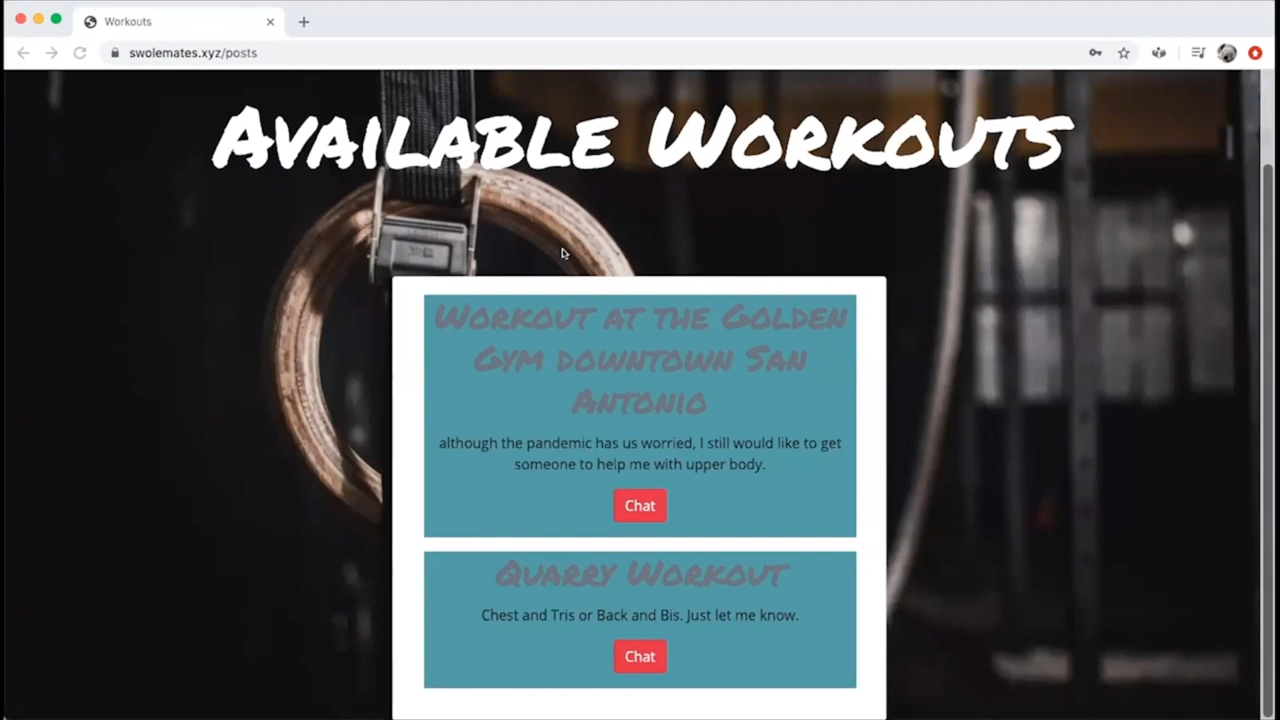 Workouts
swolemates.xyz/posts
Available Workouts
Workout at the Golden
Gym downtown San
Antonio
although the pandemic has us worried, I still would like to get
someone to help me with upper body.
Chat
Quarry Workout
Chest and Tris or Back and Bis. Just let me know.
Chat